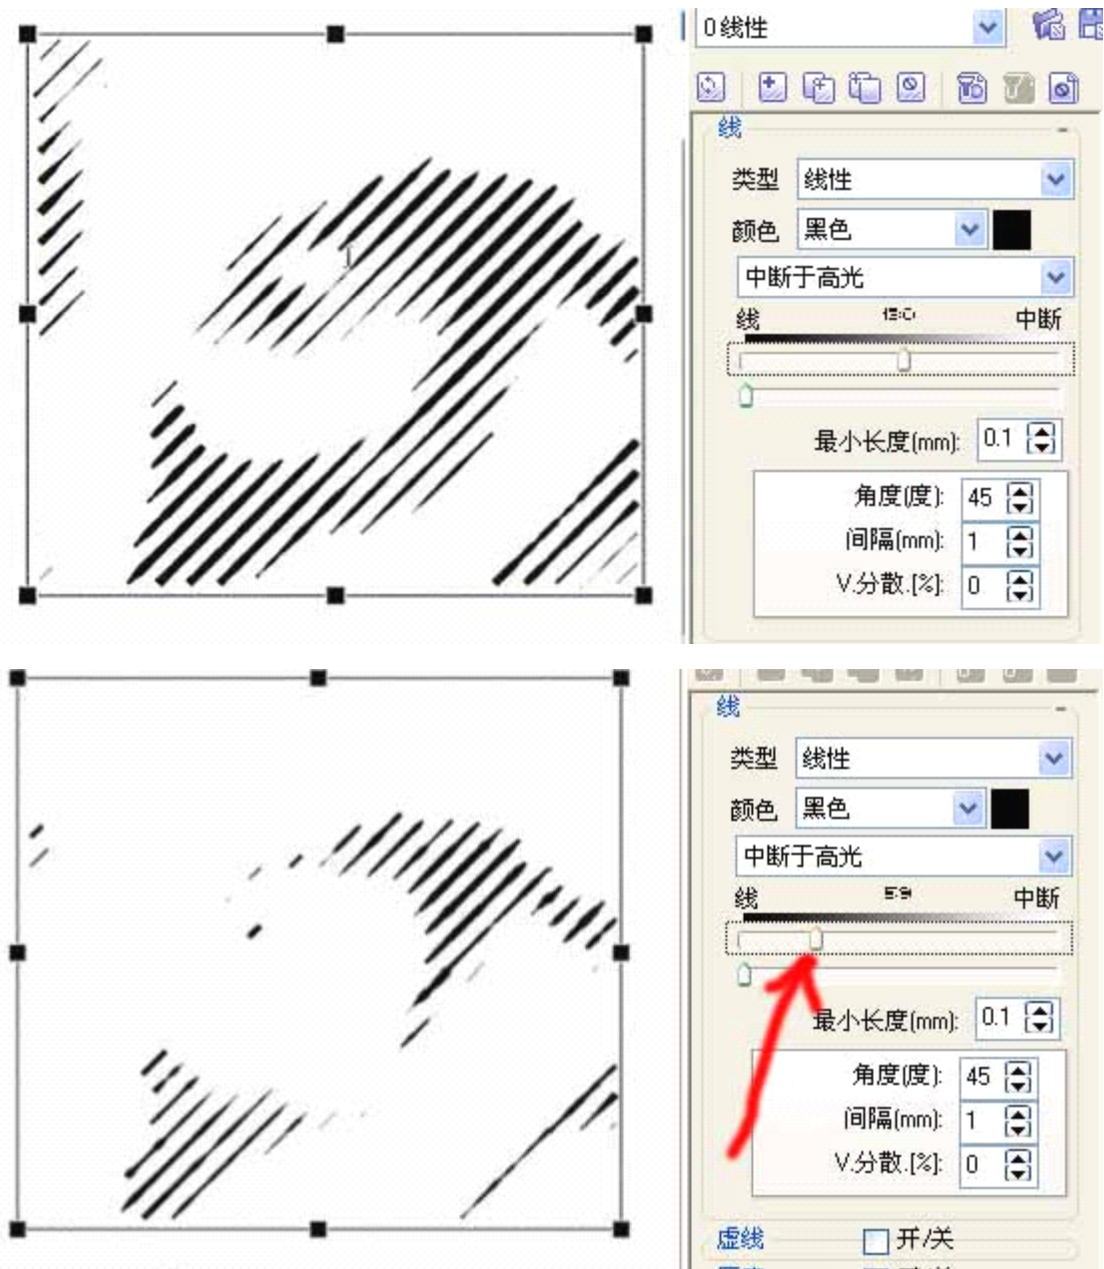 0线性
线
类型 线性
颜色 黑色
中断于高光
线 130 中断
最小长度(mm): 0.1
角度(度): 45
间隔(mm): 1
V.分散.[%]: 0
线
类型 线性
颜色 黑色
中断于高光
线 59 中断
最小长度(mm): 0.1
角度(度): 45
间隔(mm): 1
V.分散.[%]: 0
虚线 开/关